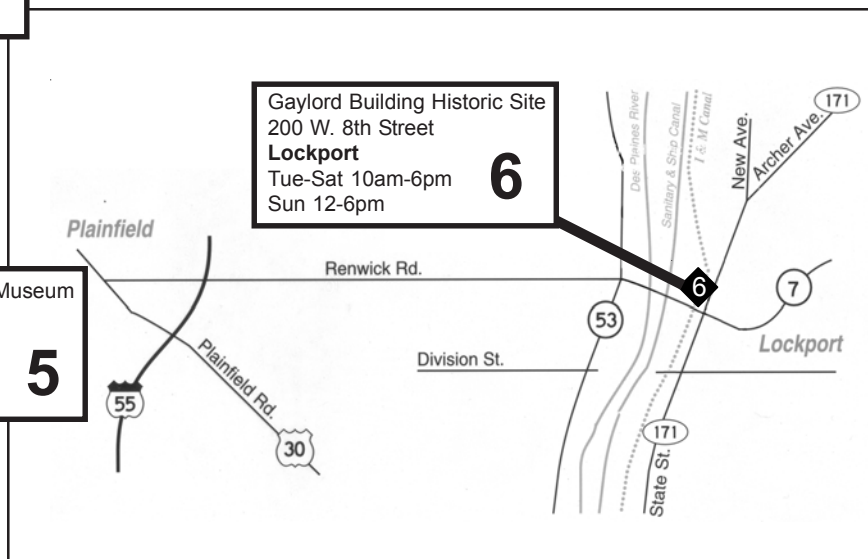 Gaylord Building Historic Site
200 W. 8th Street
Lockport
Tue-Sat 10am-6pm
Sun 12-6pm
6
Des Plaines River
Sanitary & Ship Canal
I & M Canal
New Ave.
Archer Ave.
171
Plainfield
Renwick Rd.
6
7
Museum
5
53
Lockport
Division St.
Plainfield Rd.
55
30
171
State St.